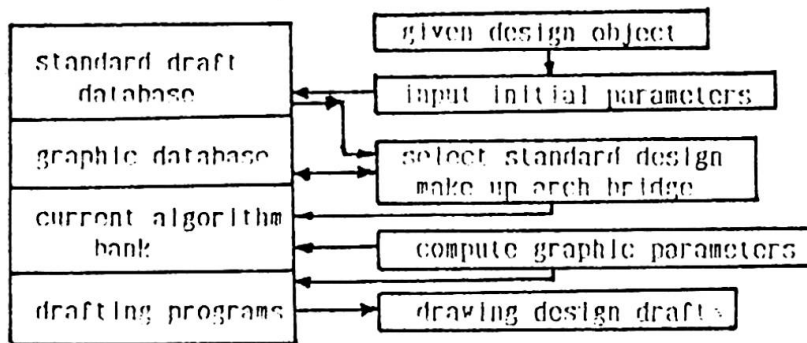 standard draft
database
graphic database
current algorithm
bank
drafting programs
given design object
input initial parameters
select standard design
make up arch bridge
compute graphic parameters
drawing design drafts